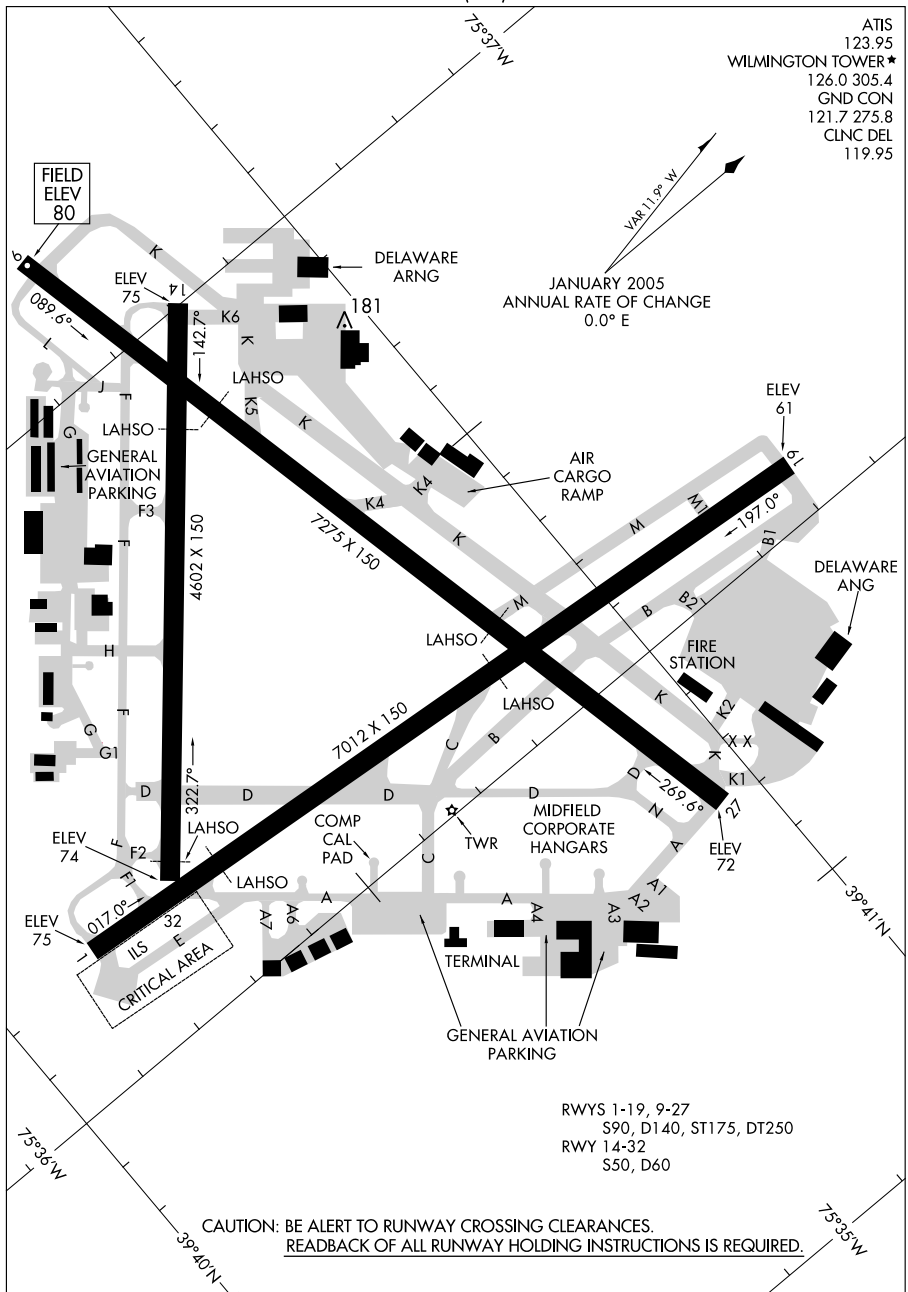 75°37'W
ATIS
123.95
WILMINGTON TOWER★
126.0 305.4
GND CON
121.7 275.8
CLNC DEL
119.95
VAR 11.9° W
JANUARY 2005
ANNUAL RATE OF CHANGE
0.0° E
FIELD
ELEV
80
9
089.6°
ELEV
75
14
142.7°
K
K6
K
K5
K
DELAWARE
ARNG
181
LAHSO
LAHSO
L
J
F
G
GENERAL
AVIATION
PARKING
F3
F
4602 X 150
K4
K4
K
7275 X 150
AIR
CARGO
RAMP
ELEV
61
19
197.0°
M
M1
M
B1
B2
B
DELAWARE
ANG
LAHSO
LAHSO
FIRE
STATION
H
F
G
G1
7012 X 150
C
B
K
K2
X X
K
K1
D
322.7°
D
D
D
D
269.6°
27
N
A
ELEV
72
COMP
CAL
PAD
TWR
MIDFIELD
CORPORATE
HANGARS
C
ELEV
74
LAHSO
F
F2
F1
LAHSO
017.0°
32
ELEV
75
1
ILS
E
CRITICAL AREA
A
A7
A6
A
A4
A3
A2
A1
TERMINAL
GENERAL AVIATION
PARKING
39°41'N
RWYS 1-19, 9-27
S90, D140, ST175, DT250
RWY 14-32
S50, D60
75°36'W
39°40'N
75°35'W
CAUTION: BE ALERT TO RUNWAY CROSSING CLEARANCES.
READBACK OF ALL RUNWAY HOLDING INSTRUCTIONS IS REQUIRED.